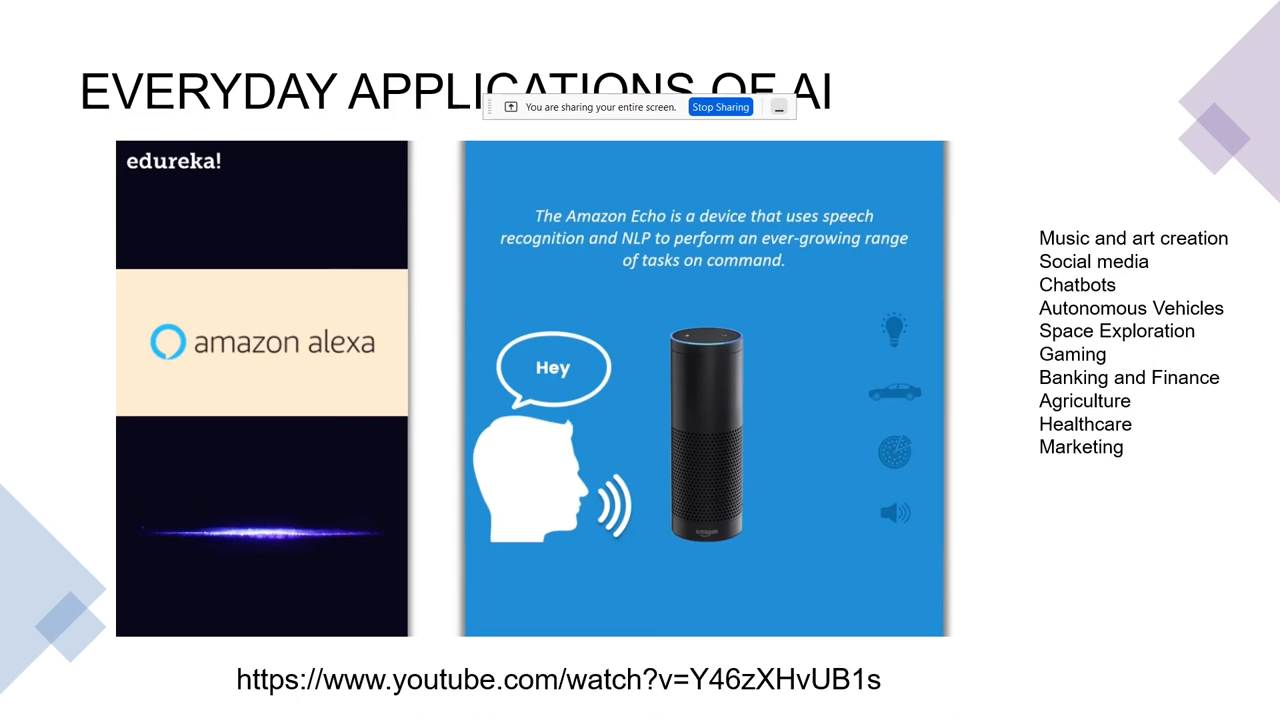 EVERYDAY APPLICATIONS OF AI
You are sharing your entire screen.
Stop Sharing
edureka!
amazon alexa
The Amazon Echo is a device that uses speech
recognition and NLP to perform an ever-growing range
of tasks on command.
Hey
amazon
Music and art creation
Social media
Chatbots
Autonomous Vehicles
Space Exploration
Gaming
Banking and Finance
Agriculture
Healthcare
Marketing
https://www.youtube.com/watch?v=Y46zXHvUB1s